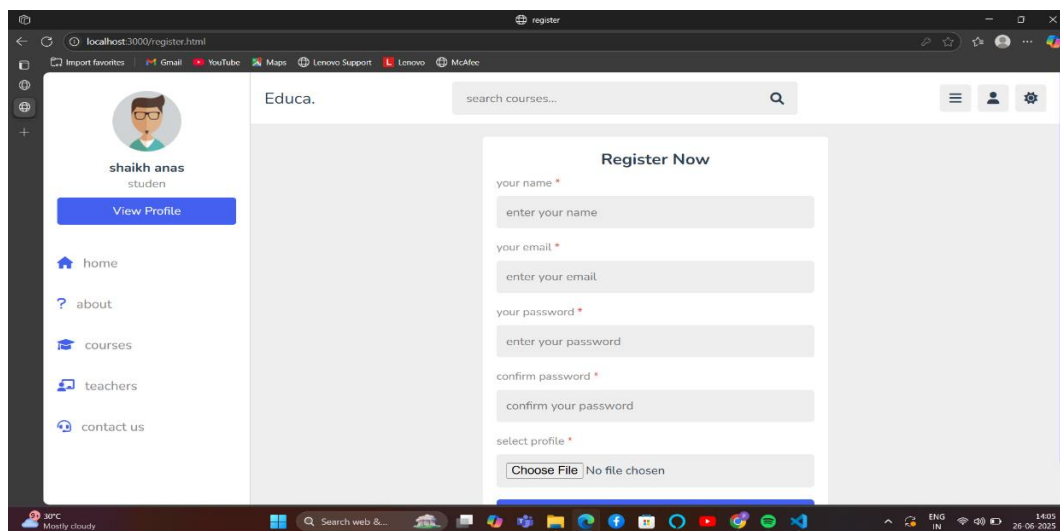 register
localhost:3000/register.html
Import favorites Gmail YouTube Maps Lenovo Support L Lenovo McAfee
Educa.
search courses...
shaikh anas
studen
View Profile
home
? about
courses
teachers
contact us
Register Now
your name *
enter your name
your email *
enter your email
your password *
enter your password
confirm password *
confirm your password
select profile *
Choose File No file chosen
30°C
Mostly cloudy
Search web &...
ENG
IN
14:05
26-06-2025